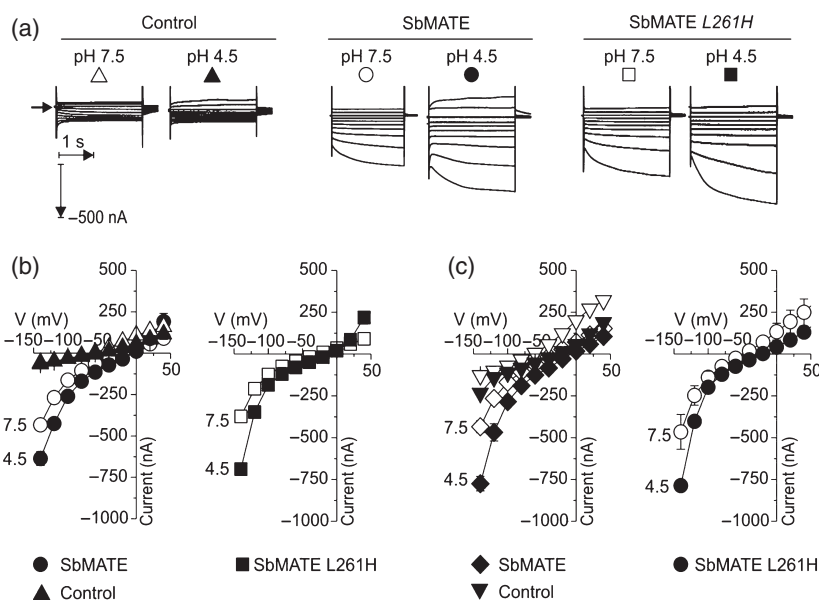 (a)
Control SbMATE SbMATE L261H
pH 7.5 pH 4.5 pH 7.5 pH 4.5 pH 7.5 pH 4.5
1 s
−500 nA
(b) (c)
500 500 500 500
250 250 250 250
V (mV) V (mV) V (mV) V (mV)
−150 −100 −50 −150 −100 −50 −150 −100 −50 −150 −100 −50
50 50 50 50
−250 −250 −250 −250
7.5 7.5 7.5 7.5
−500 −500 −500 −500
4.5 4.5 4.5 4.5
−750 −750 −750 −750
−1000 −1000 −1000 −1000
Current (nA) Current (nA) Current (nA) Current (nA)
SbMATE SbMATE L261H SbMATE SbMATE L261H
Control Control